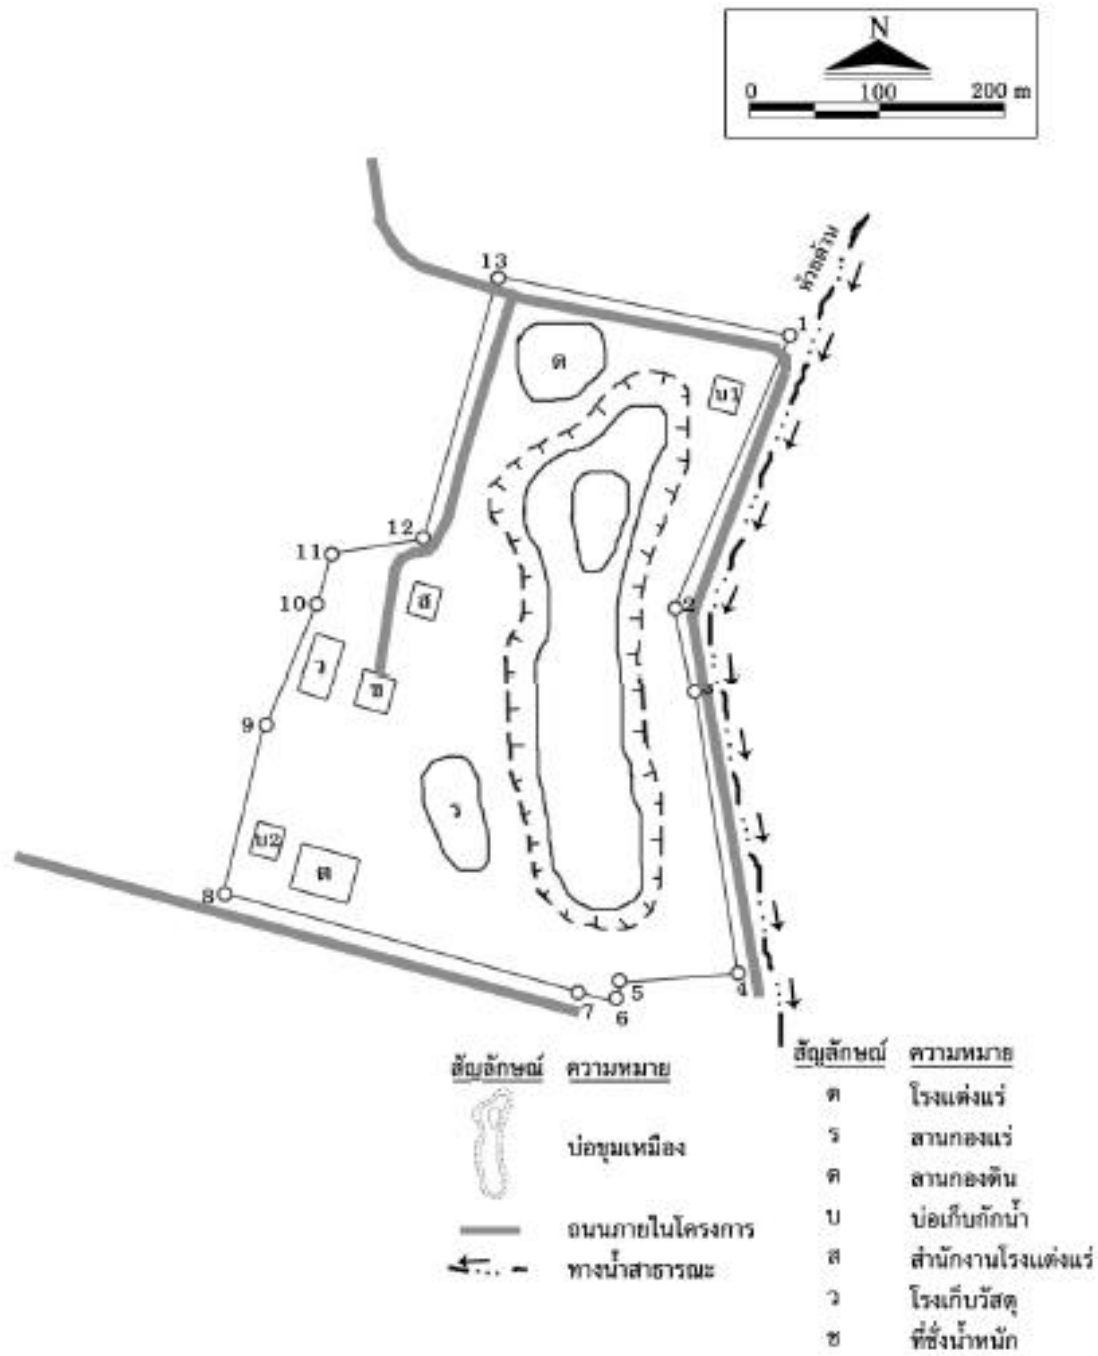 N
0 100 200 m
ห้วยต้วน
13
1
ด
บ1
12
11
2
10
ส
ร
ช
3
9
ว
บ2
ต
8
5
4
7
6
สัญลักษณ์ ความหมาย
บ่อขุมเหมือง
ถนนภายในโครงการ
ทางน้ำสาธารณะ
สัญลักษณ์ ความหมาย
ต โรงแต่งแร่
ร ลานกองแร่
ด ลานกองดิน
บ บ่อเก็บกักน้ำ
ส สำนักงานโรงแต่งแร่
ว โรงเก็บวัสดุ
ช ที่ชั่งน้ำหนัก